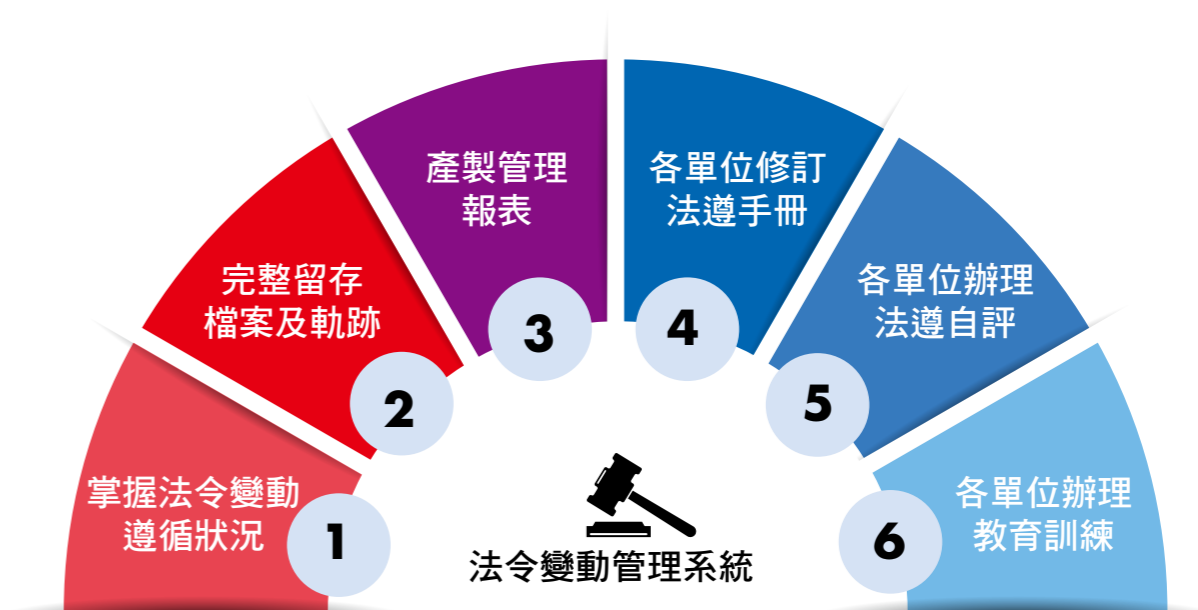 掌握法令變動
遵循狀況
1
完整留存
檔案及軌跡
2
產製管理
報表
3
各單位修訂
法遵手冊
4
各單位辦理
法遵自評
5
各單位辦理
教育訓練
6
法令變動管理系統